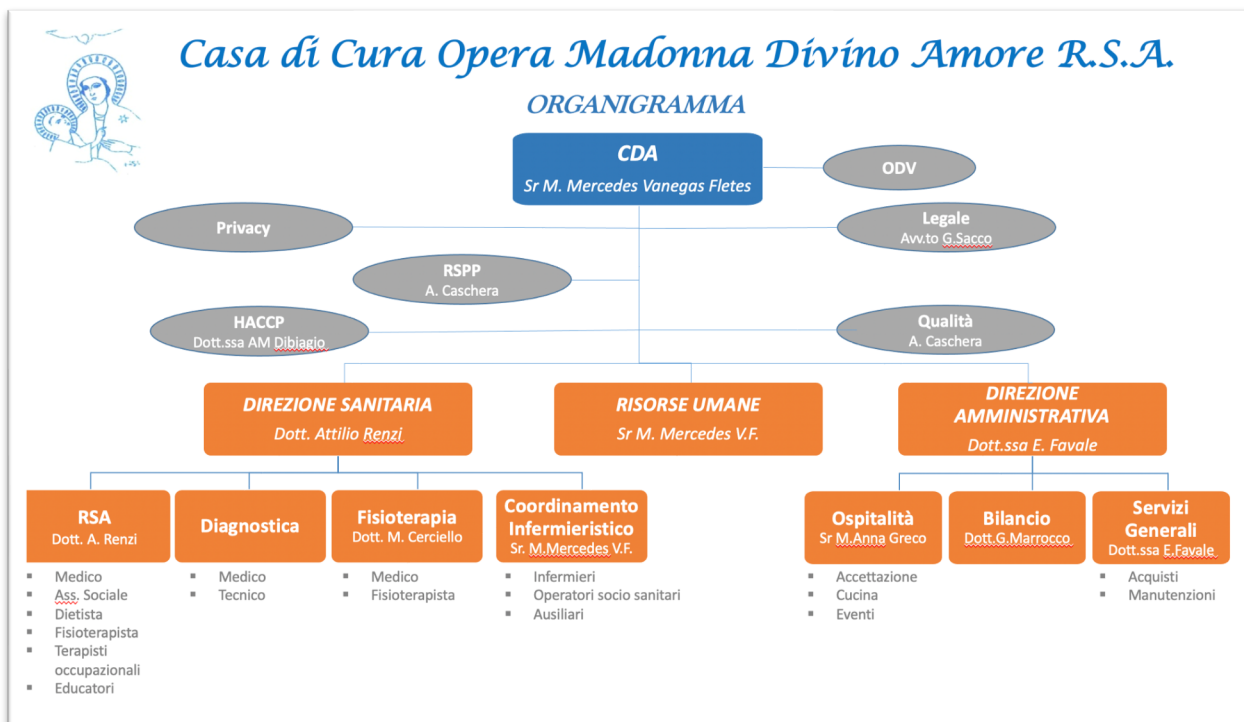 Casa di Cura Opera Madonna Divino Amore R.S.A.
ORGANIGRAMMA
CDA
Sr M. Mercedes Vanegas Fletes
ODV
Privacy
Legale
Avv.to G.Sacco
RSPP
A. Caschera
HACCP
Dott.ssa AM Dibiagio
Qualità
A. Caschera
DIREZIONE SANITARIA
Dott. Attilio Renzi
RISORSE UMANE
Sr M. Mercedes V.F.
DIREZIONE
AMMINISTRATIVA
Dott.ssa E. Favale
RSA
Dott. A. Renzi
Diagnostica
Fisioterapia
Dott. M. Cerciello
Coordinamento
Infermieristico
Sr. M.Mercedes V.F.
Ospitalità
Sr M.Anna Greco
Bilancio
Dott.G.Marrocco
Servizi
Generali
Dott.ssa E.Favale
▪ Medico
▪ Ass. Sociale
▪ Dietista
▪ Fisioterapista
▪ Terapisti
occupazionali
▪ Educatori
▪ Medico
▪ Tecnico
▪ Medico
▪ Fisioterapista
▪ Infermieri
▪ Operatori socio sanitari
▪ Ausiliari
▪ Accettazione
▪ Cucina
▪ Eventi
▪ Acquisti
▪ Manutenzioni